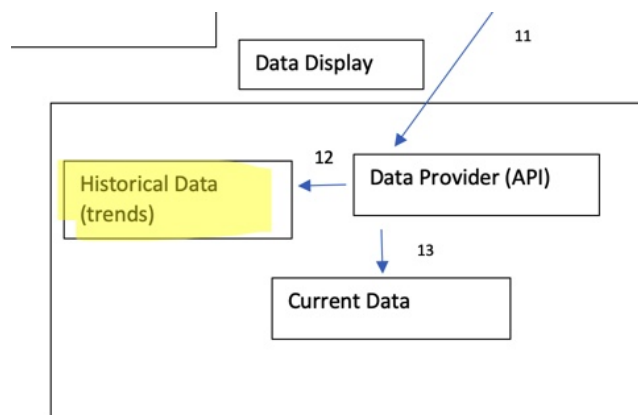 11
Data Display
12
Historical Data
(trends)
Data Provider (API)
13
Current Data